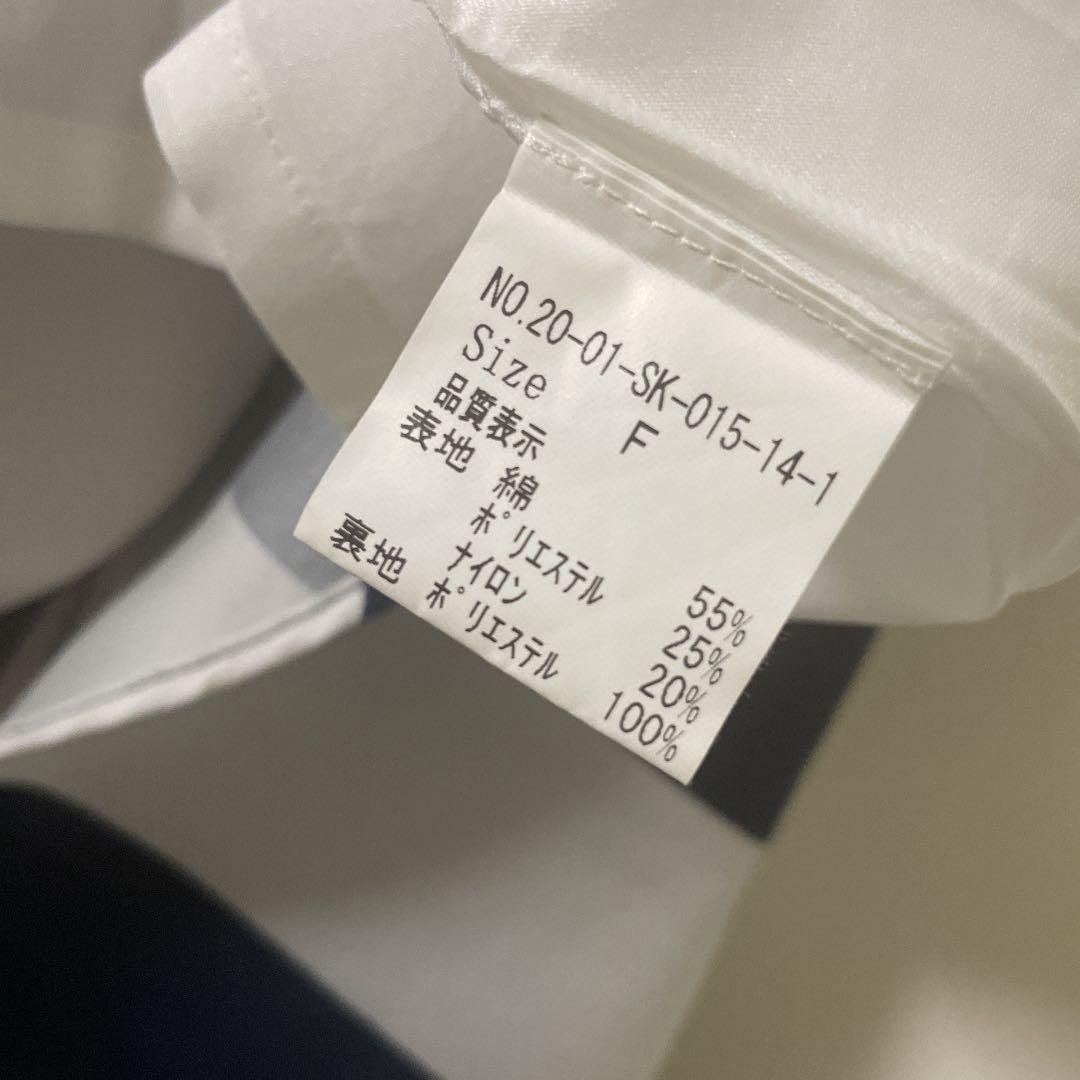 NO.20-01-SK-015-14-1
Size F
品質表示
表地 綿 55%
ポリエステル 25%
ナイロン 20%
裏地 ポリエステル 100%